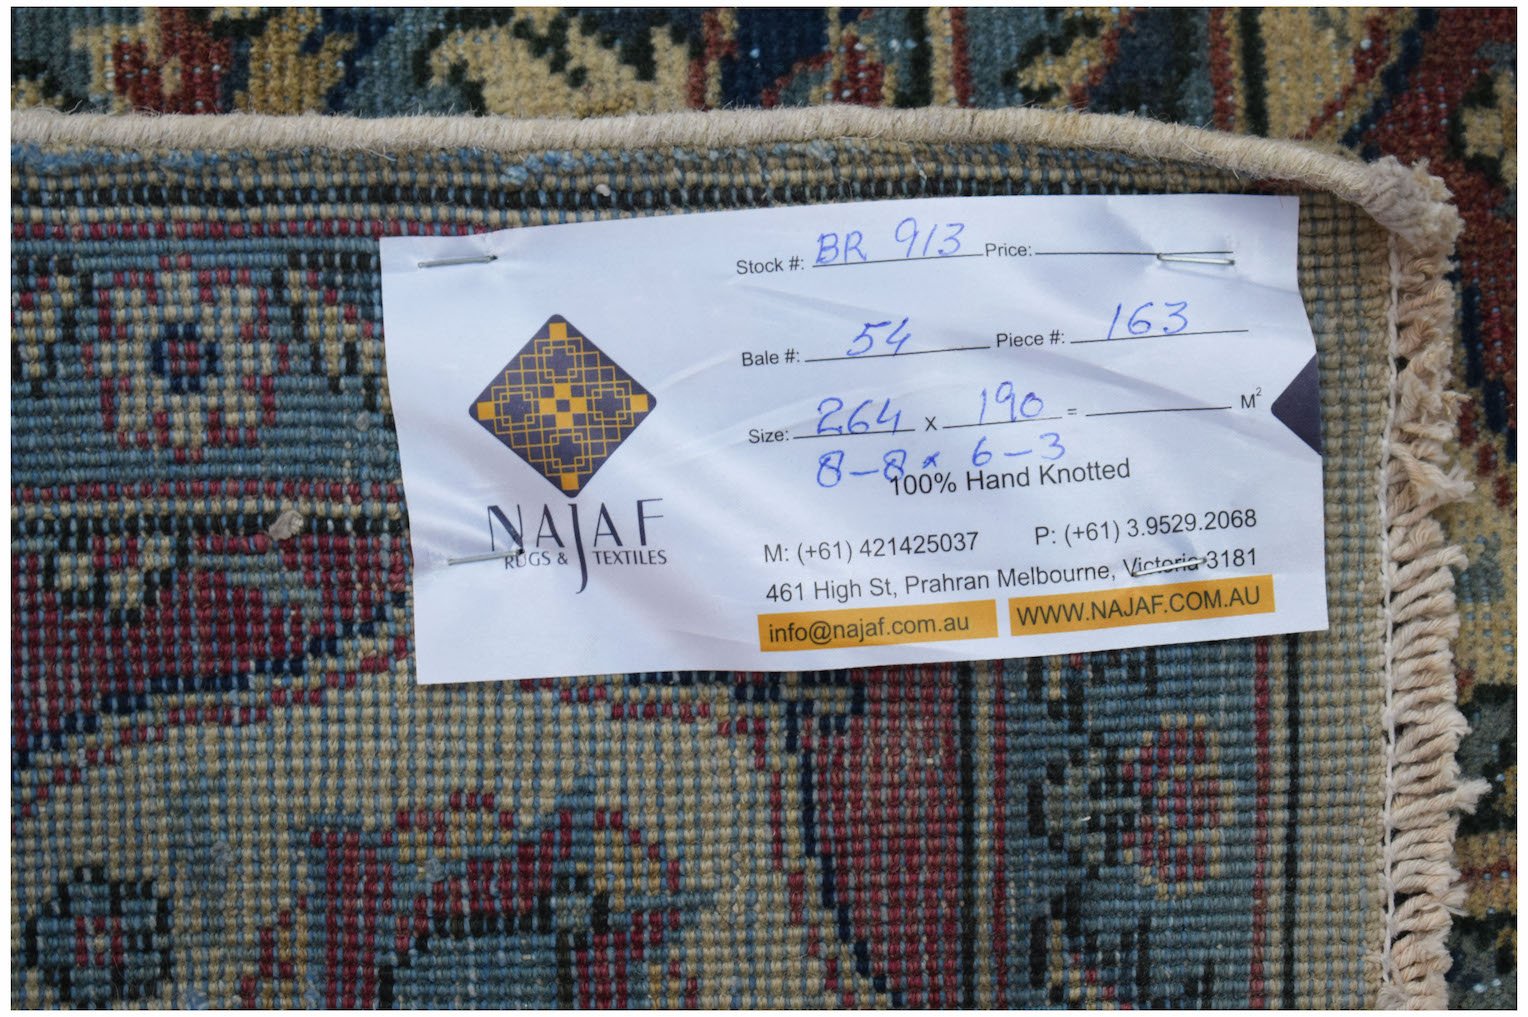 Stock #: BR 913 Price:
Bale #: 54 Piece #: 163
Size: 264 x 190 = M²
8-8 x 6-3
100% Hand Knotted
M: (+61) 421425037 P: (+61) 3.9529.2068
461 High St, Prahran Melbourne, Victoria 3181
info@najaf.com.au WWW.NAJAF.COM.AU
NAJAF
RUGS & TEXTILES